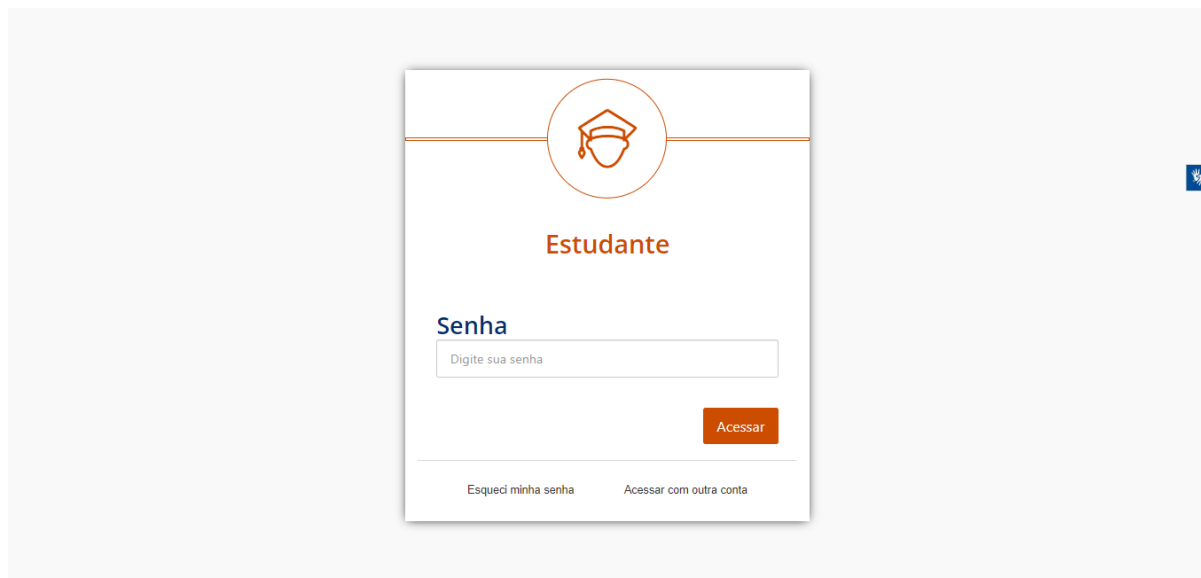 Estudante
Senha
Digite sua senha
Acessar
Esqueci minha senha Acessar com outra conta